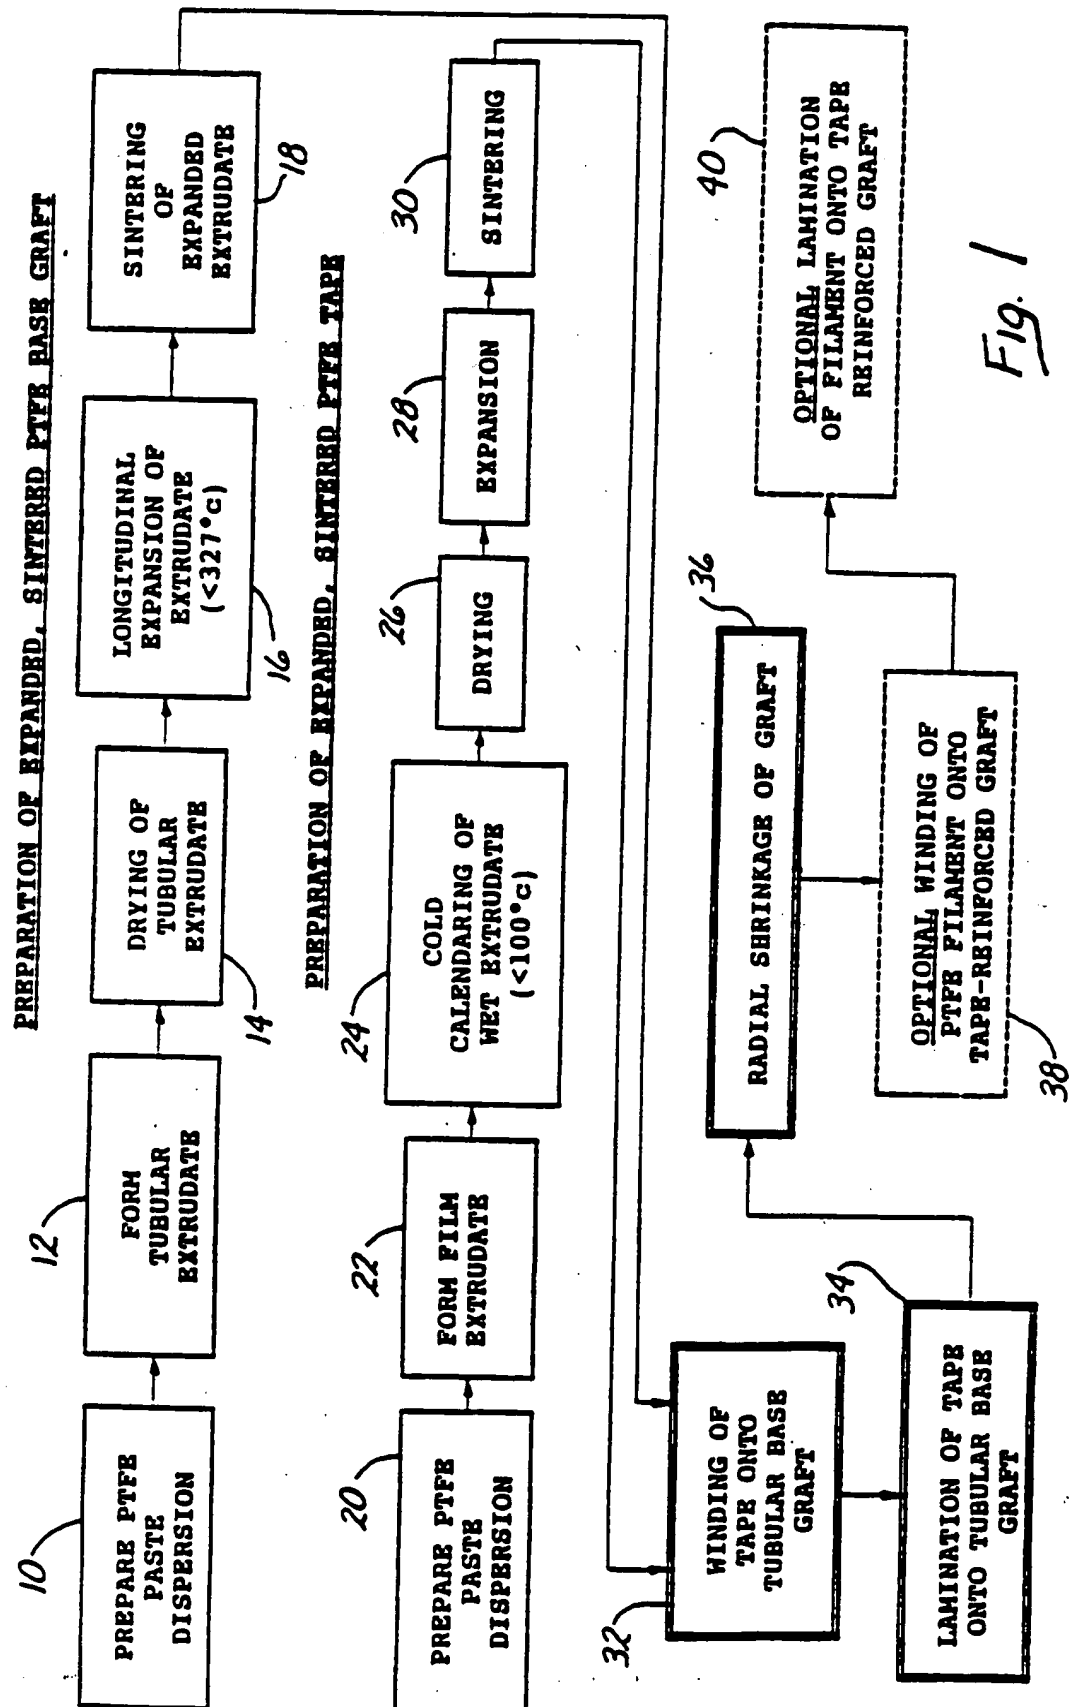 PREPARATION OF EXPANDED, SINTERED PTFE BASE GRAFT
10
PREPARE PTFE
PASTE
DISPERSION
12
FORM
TUBULAR
EXTRUDATE
DRYING OF
TUBULAR
EXTRUDATE
14
LONGITUDINAL
EXPANSION OF
EXTRUDATE
(<327°c)
16
SINTERING
OF
EXPANDED
EXTRUDATE
18
PREPARATION OF EXPANDED, SINTERED PTFE TAPE
20
PREPARE PTFE
PASTE
DISPERSION
22
FORM FILM
EXTRUDATE
24
COLD
CALENDARING OF
WET EXTRUDATE
(<100°c)
26
DRYING
28
EXPANSION
30
SINTERING
32
WINDING OF
TAPE ONTO
TUBULAR BASE
GRAFT
34
LAMINATION OF TAPE
ONTO TUBULAR BASE
GRAFT
36
RADIAL SHRINKAGE OF GRAFT
OPTIONAL WINDING OF
PTFE FILAMENT ONTO
TAPE-REINFORCED GRAFT
38
40
OPTIONAL LAMINATION
OF FILAMENT ONTO TAPE
REINFORCED GRAFT
Fig. 1